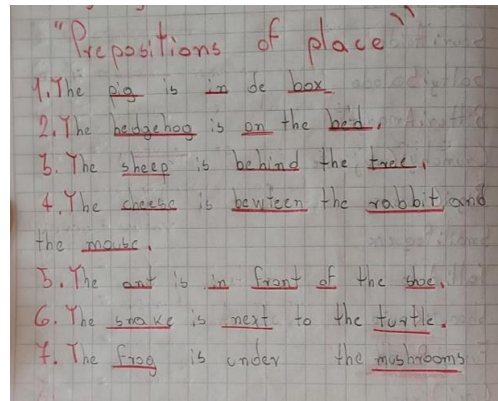 "Prepositions of place"
1. The pig is in de box
2. The hedgehog is on the bed.
3. The sheep is behind the tree.
4. The cheese is bewteen the rabbit and
the mouse.
5. The ant is in front of the shoe.
6. The snake is next to the turtle.
7. The frog is under the mushrooms